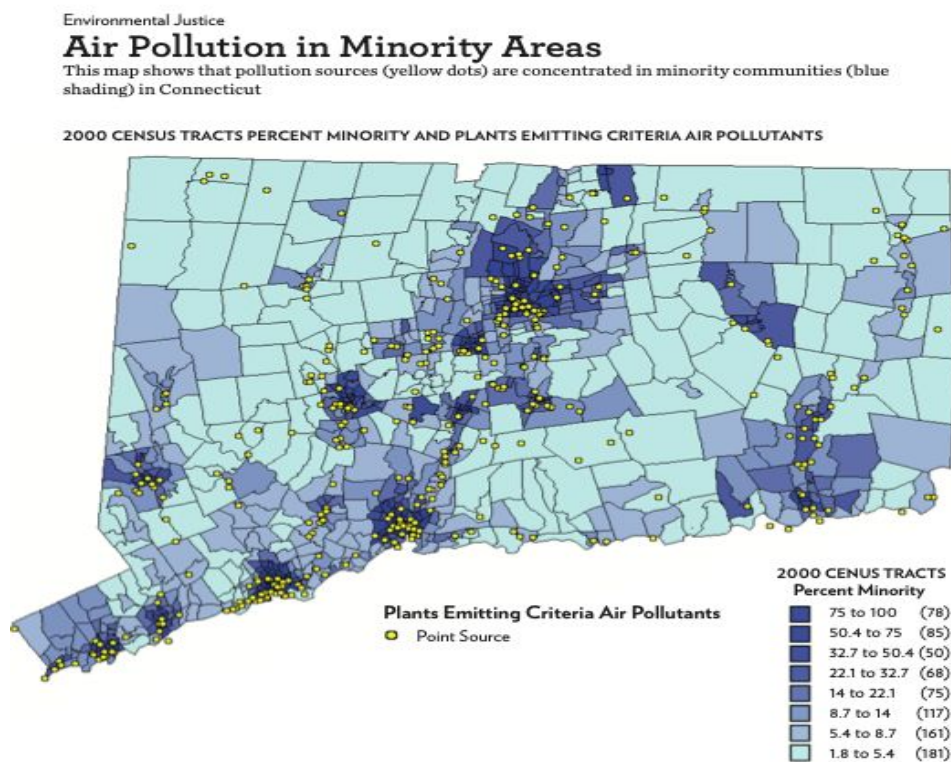 Environmental Justice
Air Pollution in Minority Areas
This map shows that pollution sources (yellow dots) are concentrated in minority communities (blue
shading) in Connecticut
2000 CENSUS TRACTS PERCENT MINORITY AND PLANTS EMITTING CRITERIA AIR POLLUTANTS
Plants Emitting Criteria Air Pollutants
Point Source
2000 CENUS TRACTS
Percent Minority
75 to 100 (78)
50.4 to 75 (85)
32.7 to 50.4 (50)
22.1 to 32.7 (68)
14 to 22.1 (75)
8.7 to 14 (117)
5.4 to 8.7 (161)
1.8 to 5.4 (181)